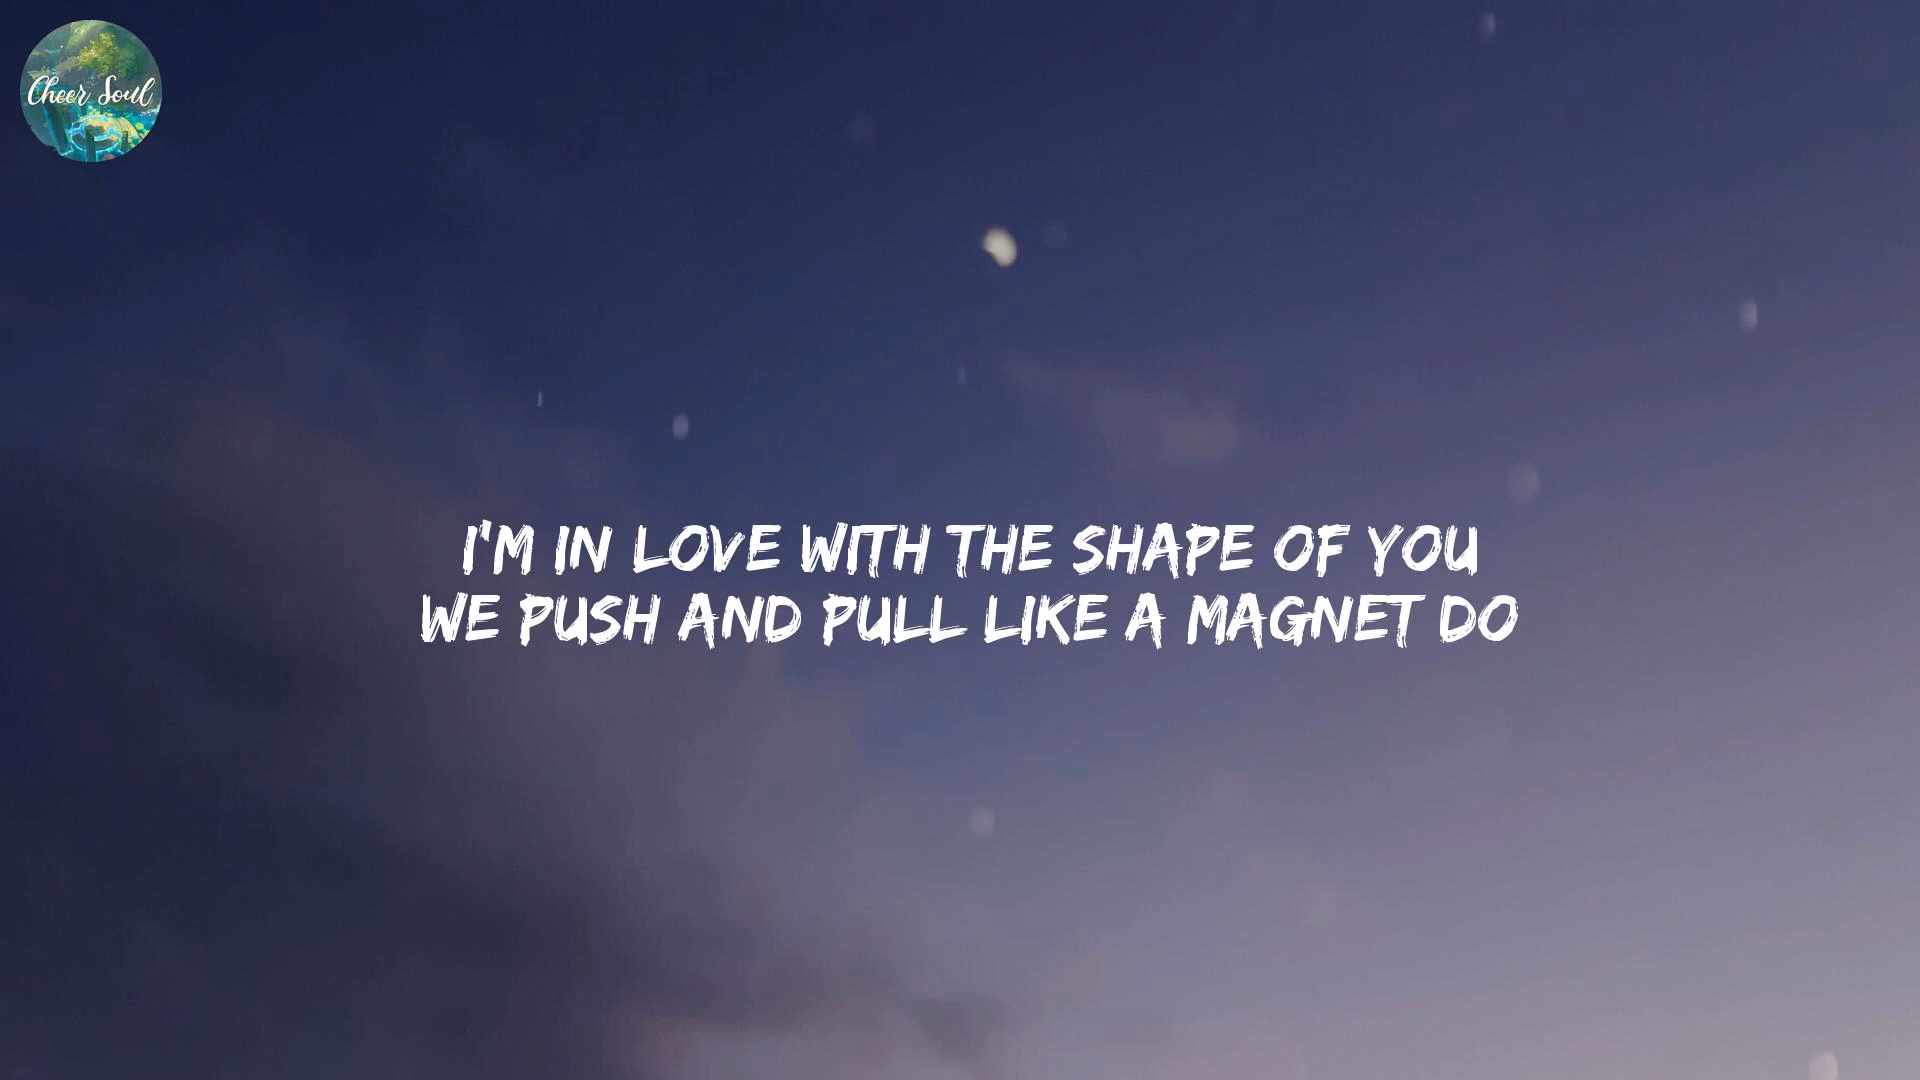 Cheer Soul
I'M IN LOVE WITH THE SHAPE OF YOU
WE PUSH AND PULL LIKE A MAGNET DO